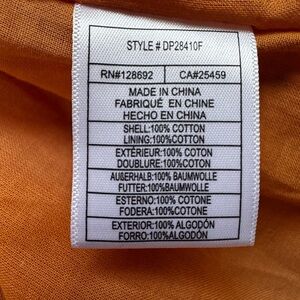 STYLE # DP28410F
RN#128692 CA#25459
MADE IN CHINA
FABRIQUÉ EN CHINE
HECHO EN CHINA
SHELL:100% COTTON
LINING:100%COTTON
EXTÉRIEUR:100% COTON
DOUBLURE:100% COTON
AUßERHALB:100% BAUMWOLLE
FUTTER:100%BAUMWOLLE
ESTERNO:100% COTONE
FODERA:100%COTONE
EXTERIOR:100% ALGODÓN
FORRO:100%ALGODÓN